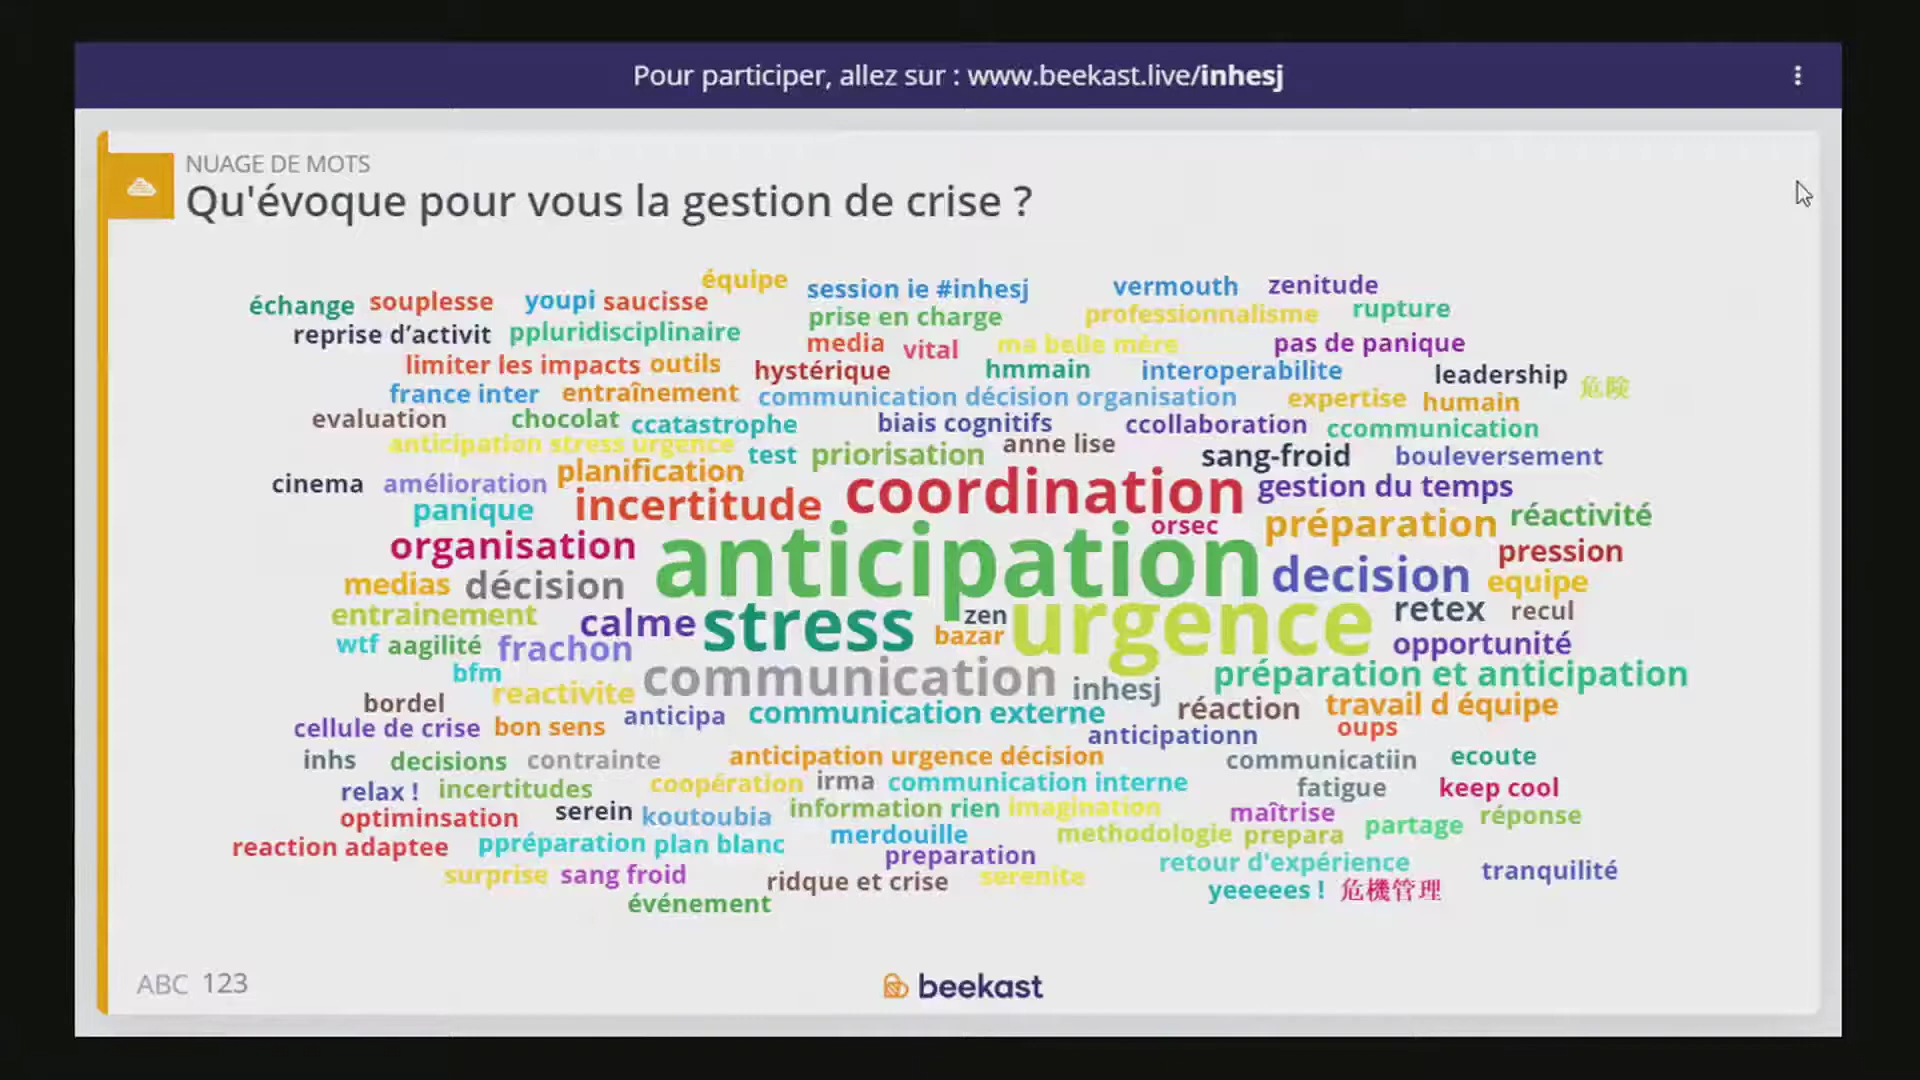 Pour participer, allez sur : www.beekast.live/inhesj
NUAGE DE MOTS
Qu'évoque pour vous la gestion de crise ?
équipe session ie #inhesj vermouth zenitude
échange souplesse youpi saucisse prise en charge professionnalisme rupture
reprise d’activit ppluridisciplinaire media vital ma belle mère pas de panique
limiter les impacts outils hystérique hmmain interoperabilite leadership 危険
france inter entraînement communication décision organisation expertise humain
evaluation chocolat ccatastrophe biais cognitifs ccollaboration ccommunication
anticipation stress urgence test priorisation anne lise sang-froid bouleversement
cinema amélioration planification coordination gestion du temps
panique incertitude orsec préparation réactivité
organisation anticipation pression
medias décision decision equipe
entrainement calme stress zen urgence retex recul
wtf aagilité frachon bazar opportunité
bfm communication inhesj préparation et anticipation
bordel reactivite réaction travail d équipe
cellule de crise bon sens anticipa communication externe anticipationn oups
inhs decisions contrainte anticipation urgence décision communicatiin ecoute
relax ! incertitudes coopération irma communication interne fatigue keep cool
optiminsation serein koutoubia information rien imagination maîtrise partage réponse
reaction adaptee ppréparation plan blanc merdouille methodologie prepara
surprise sang froid preparation retour d'expérience tranquilité
ridque et crise serenite yeeeees ! 危機管理
événement
ABC 123
beekast